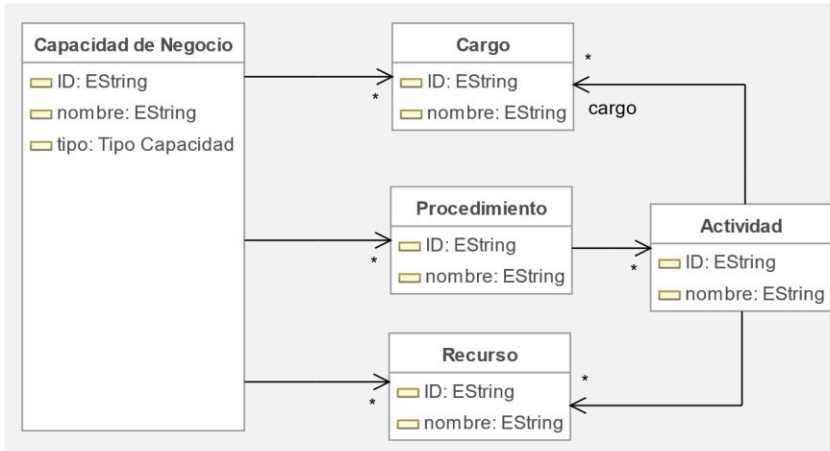 Capacidad de Negocio
ID: EString
nombre: EString
tipo: Tipo Capacidad
*
Cargo
ID: EString
nombre: EString
*
cargo
*
Procedimiento
ID: EString
nombre: EString
*
Actividad
ID: EString
nombre: EString
*
Recurso
ID: EString
nombre: EString
*